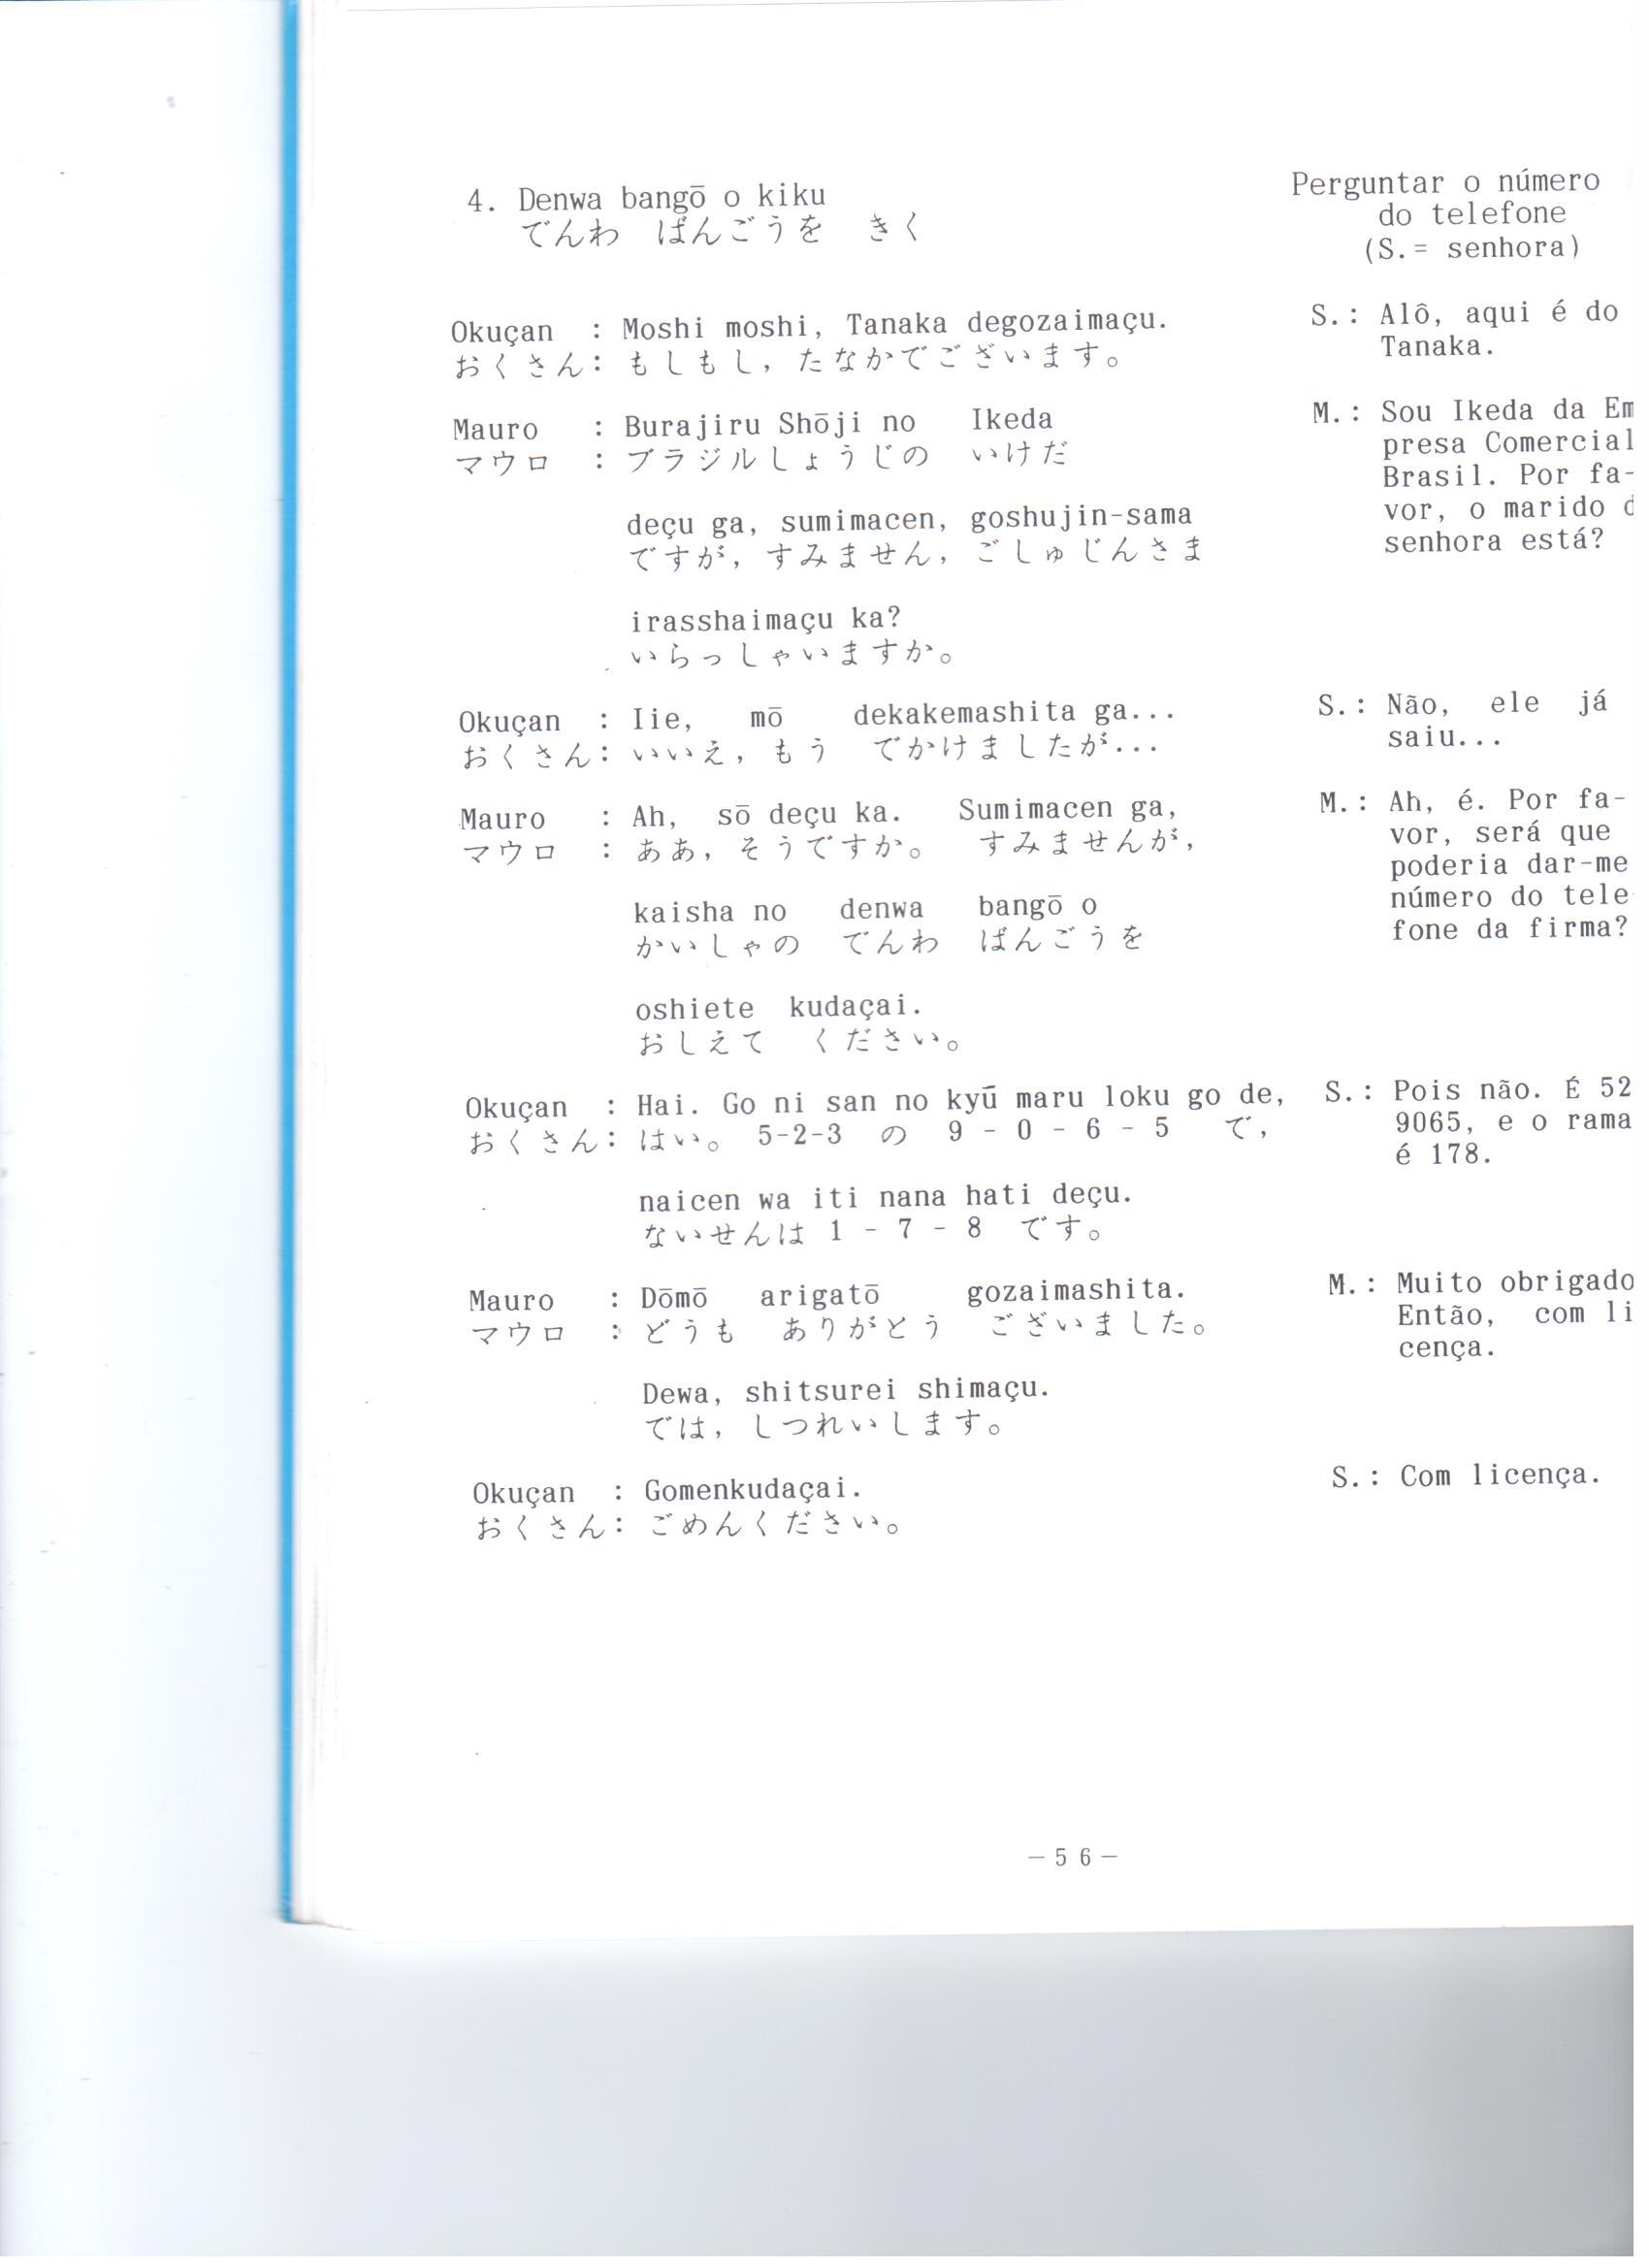 4. Denwa bangō o kiku
でんわ ばんごうを きく
Perguntar o número
do telefone
(S.= senhora)
Okuçan : Moshi moshi, Tanaka degozaimaçu.
おくさん: もしもし, たなかでございます。
S.: Alô, aqui é do
Tanaka.
Mauro : Burajiru Shōji no Ikeda
マウロ : ブラジルしょうじの いけだ
deçu ga, sumimacen, goshujin-sama
ですが, すみません, ごしゅじんさま
irasshaimaçu ka?
いらっしゃいますか。
M.: Sou Ikeda da Em
presa Comercial
Brasil. Por fa-
vor, o marido d
senhora está?
Okuçan : Iie, mō dekakemashita ga...
おくさん: いいえ, もう でかけましたが...
S.: Não, ele já
saiu...
Mauro : Ah, sō deçu ka. Sumimacen ga,
マウロ : ああ, そうですか。 すみませんが,
kaisha no denwa bangō o
かいしゃの でんわ ばんごうを
oshiete kudaçai.
おしえて ください。
M.: Ah, é. Por fa-
vor, será que
poderia dar-me
número do tele
fone da firma?
Okuçan : Hai. Go ni san no kyū maru loku go de,
おくさん: はい。 5-2-3 の 9 - 0 - 6 - 5 で,
naicen wa iti nana hati deçu.
ないせんは 1 - 7 - 8 です。
S.: Pois não. É 52
9065, e o rama
é 178.
Mauro : Dōmō arigatō gozaimashita.
マウロ : どうも ありがとう ございました。
Dewa, shitsurei shimaçu.
では, しつれいします。
M.: Muito obrigado
Então, com li
cença.
Okuçan : Gomenkudaçai.
おくさん: ごめんください。
S.: Com licença.
—56—